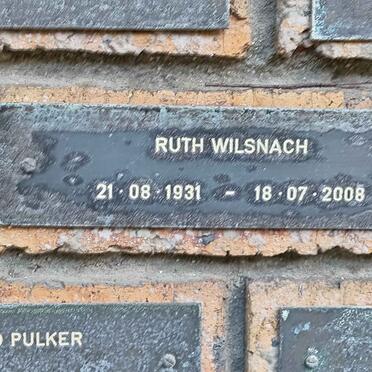 RUTH WILSNACH
21·08·1931 – 18·07·2008
PULKER